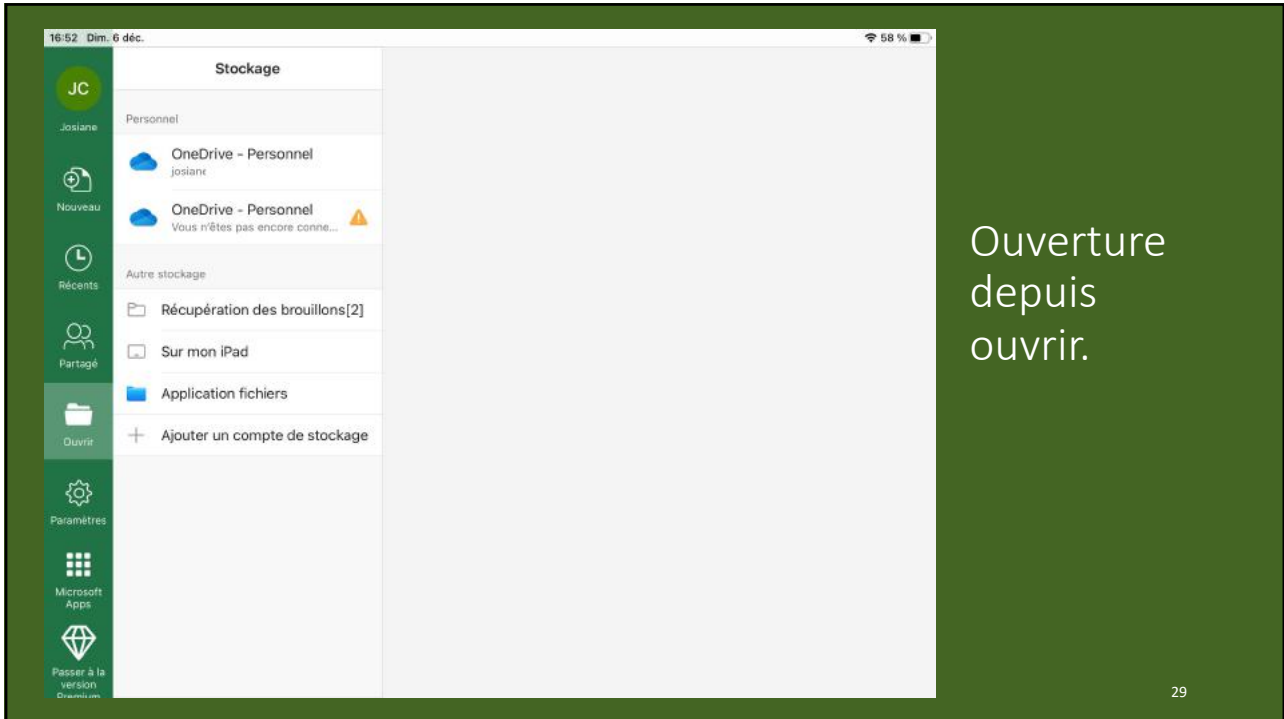 16:52 Dim. 6 déc.
58 %
JC
Josiane
Nouveau
Récents
Partagé
Ouvrir
Paramètres
Microsoft
Apps
Passer à la
version
Premium
Stockage
Personnel
OneDrive - Personnel
josiane
OneDrive - Personnel
Vous n'êtes pas encore conne...
Autre stockage
Récupération des brouillons[2]
Sur mon iPad
Application fichiers
Ajouter un compte de stockage
Ouverture
depuis
ouvrir.
29